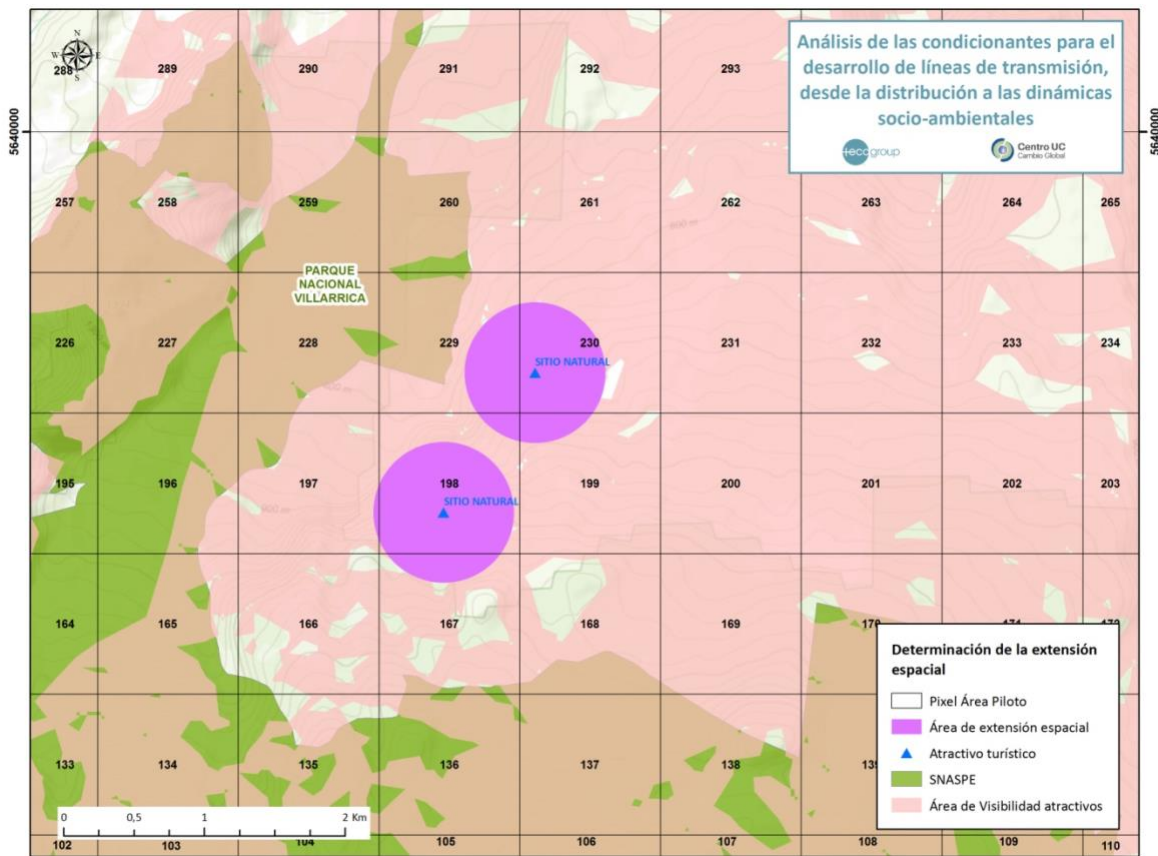 Análisis de las condicionantes para el
desarrollo de líneas de transmisión,
desde la distribución a las dinámicas
socio-ambientales
tecogroup
Centro UC
Cambio Global
N
W E
S
288 289 290 291 292 293
5640000 5640000
257 258 259 260 261 262 263 264 265
PARQUE
NACIONAL
VILLARRICA
226 227 228 229 230 231 232 233 234
SITIO NATURAL
195 196 197 198 199 200 201 202 203
SITIO NATURAL
164 165 166 167 168 169
133 134 135 136 137 138
102 103 104 105 106 107 108 109 110
0 0,5 1 2 Km
Determinación de la extensión
espacial
Pixel Área Piloto
Área de extensión espacial
Atractivo turístico
SNASPE
Área de Visibilidad atractivos